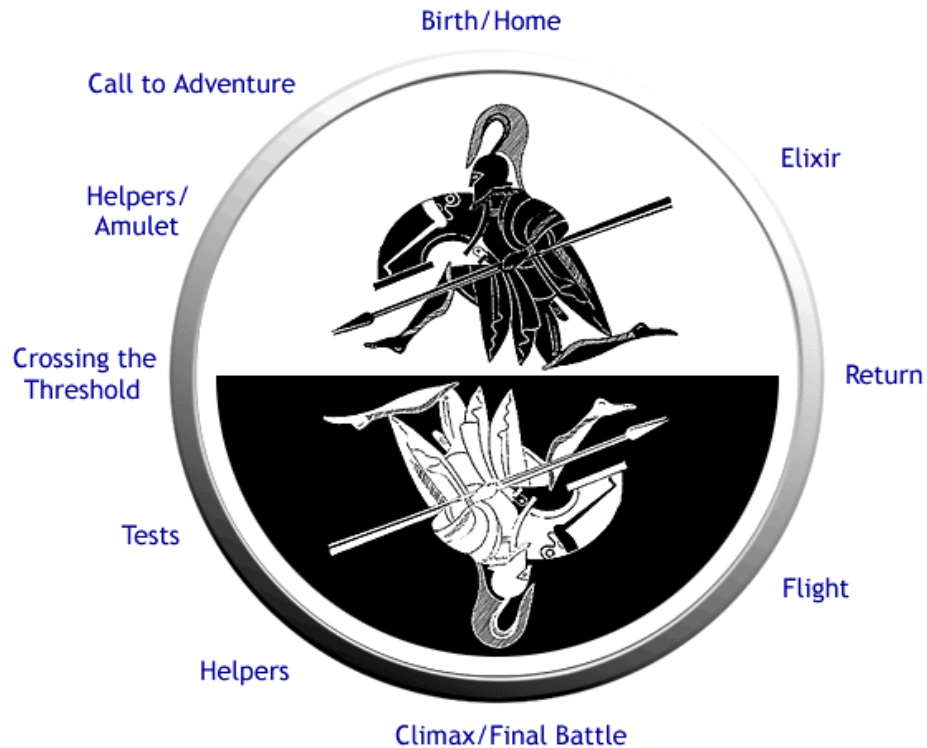 Birth/Home
Call to Adventure
Elixir
Helpers/
Amulet
Crossing the
Threshold
Return
Tests
Flight
Helpers
Climax/Final Battle